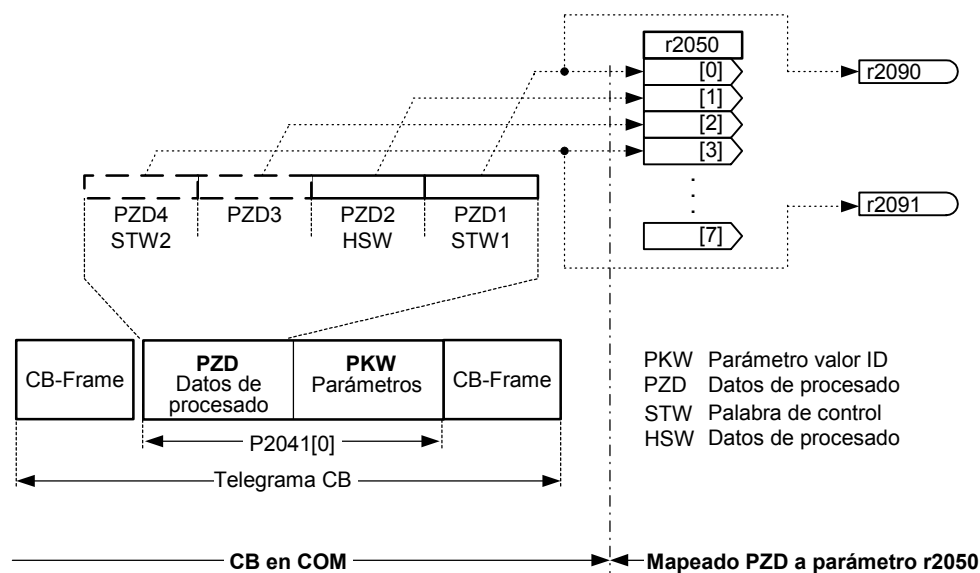 r2050
[0]
r2090
[1]
[2]
[3]
PZD4 PZD3 PZD2 PZD1
STW2 HSW STW1
r2091
[7]
CB-Frame
PZD
Datos de
procesado
PKW
Parámetros
CB-Frame
PKW Parámetro valor ID
PZD Datos de procesado
STW Palabra de control
HSW Datos de procesado
P2041[0]
Telegrama CB
CB en COM
Mapeado PZD a parámetro r2050